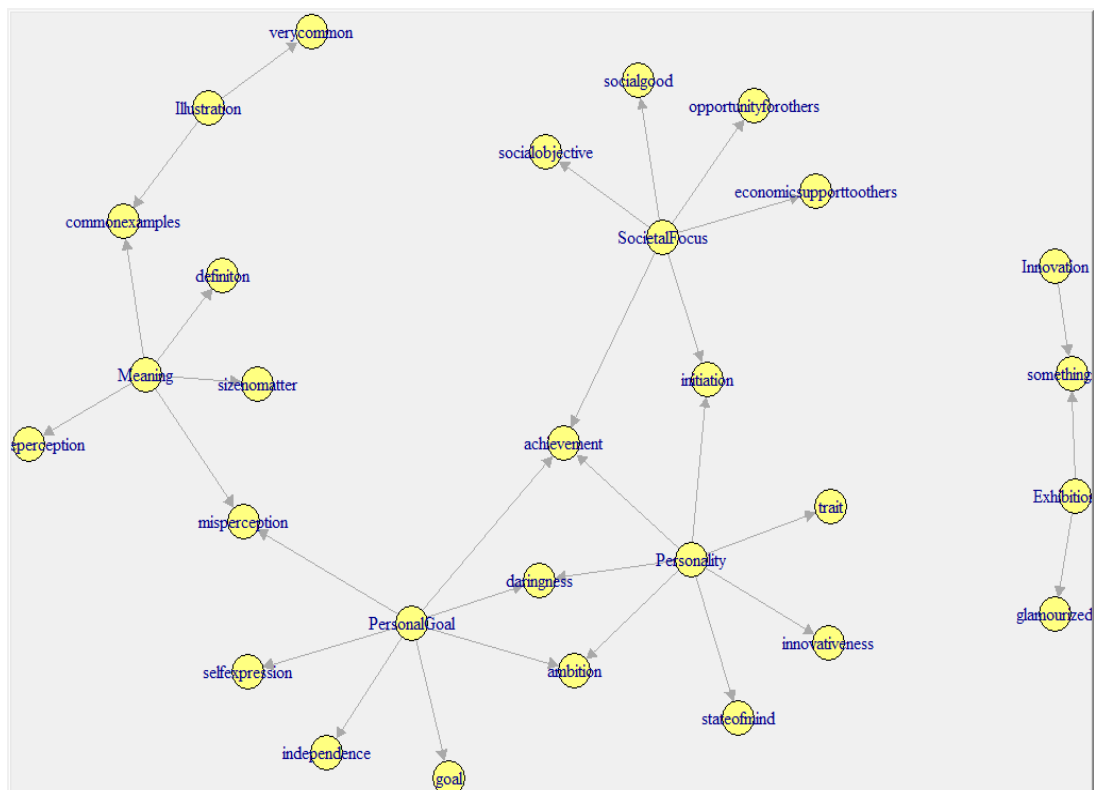 verycommon
Illustration
socialgood
opportunityforothers
socialobjective
economicsupporttoothers
commonexamples
SocietalFocus
definiton
Innovation
Meaning
sizenomatter
initiation
something
achievement
eperception
Exhibition
trait
misperception
Personality
daringness
PersonalGoal
glamourized
innovativeness
selfexpression
ambition
stateofmind
independence
goal